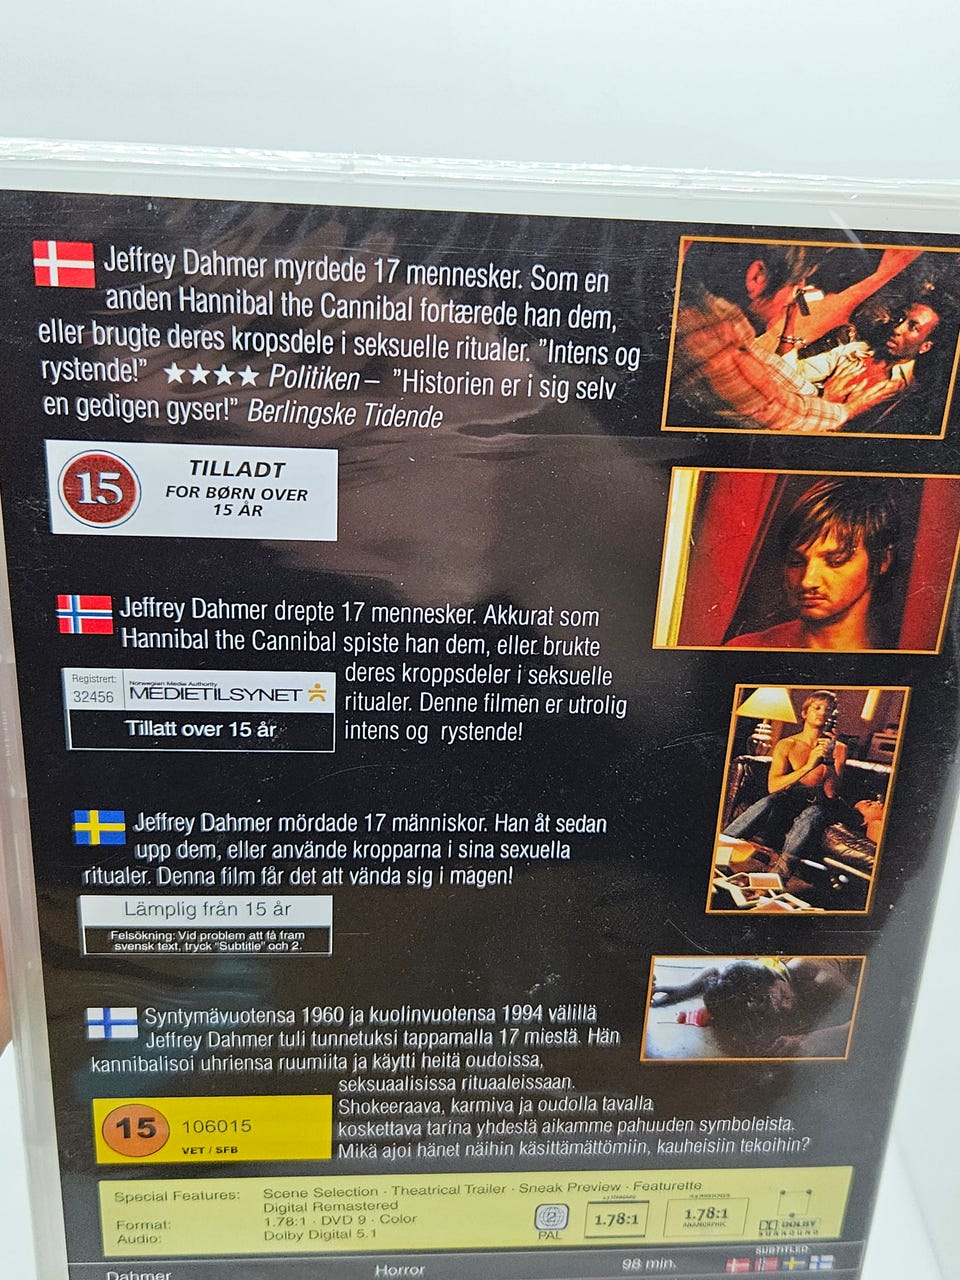 Jeffrey Dahmer myrdede 17 mennesker. Som en
anden Hannibal the Cannibal fortærede han dem,
eller brugte deres kropsdele i seksuelle ritualer. "Intens og
rystende!" ★★★★ Politiken – "Historien er i sig selv
en gedigen gyser!" Berlingske Tidende
15
TILLADT
FOR BØRN OVER
15 ÅR
Jeffrey Dahmer drepte 17 mennesker. Akkurat som
Hannibal the Cannibal spiste han dem, eller brukte
deres kroppsdeler i seksuelle
ritualer. Denne filmen er utrolig
intens og rystende!
Registrert:
32456
Norwegian Media Authority
MEDIETILSYNET
Tillatt over 15 år
Jeffrey Dahmer mördade 17 människor. Han åt sedan
upp dem, eller använde kropparna i sina sexuella
ritualer. Denna film får det att vända sig i magen!
Lämplig från 15 år
Felsökning: Vid problem att få fram
svensk text, tryck "Subtitle" och 2.
Syntymävuotensa 1960 ja kuolinvuotensa 1994 välillä
Jeffrey Dahmer tuli tunnetuksi tappamalla 17 miestä. Hän
kannibalisoi uhriensa ruumiita ja käytti heitä oudoissa,
seksuaalisissa rituaaleissaan.
Shokeeraava, karmiva ja oudolla tavalla
koskettava tarina yhdestä aikamme pahuuden symboleista.
Mikä ajoi hänet näihin käsittämättömiin, kauheisiin tekoihin?
15
106015
VET / SFB
Special Features: Scene Selection · Theatrical Trailer · Sneak Preview · Featurette
Digital Remastered
Format: 1.78:1 · DVD 9 · Color
Audio: Dolby Digital 5.1
2
PAL
1.78:1
1.78:1
ANAMORPHIC
DOLBY
SURROUND
SUBTITLED:
Dahmer Horror 98 min.